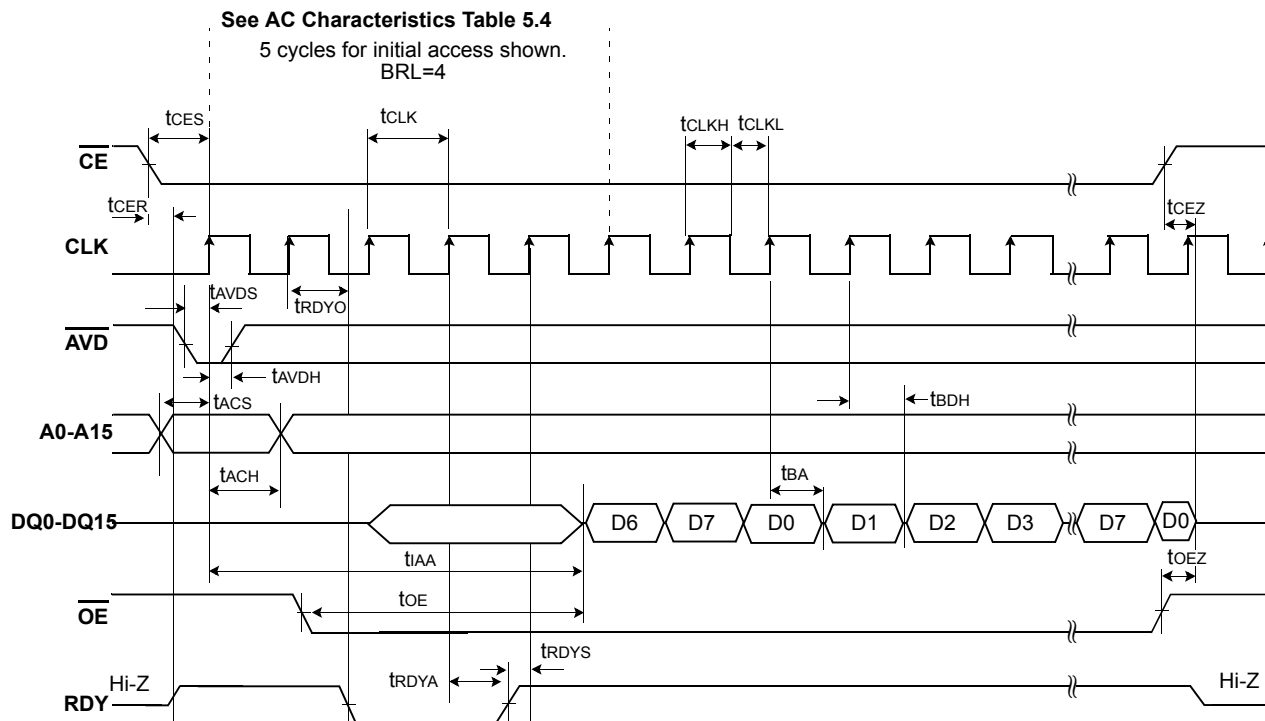 See AC Characteristics Table 5.4
5 cycles for initial access shown.
BRL=4
tCES
tCLK
tCLKH
tCLKL
CE
tCER
tCEZ
CLK
tAVDS
tRDYO
AVD
tAVDH
tACS
tBDH
A0-A15
tACH
tBA
DQ0-DQ15
D6
D7
D0
D1
D2
D3
D7
D0
tIAA
tOEZ
tOE
OE
tRDYS
tRDYA
Hi-Z
Hi-Z
RDY